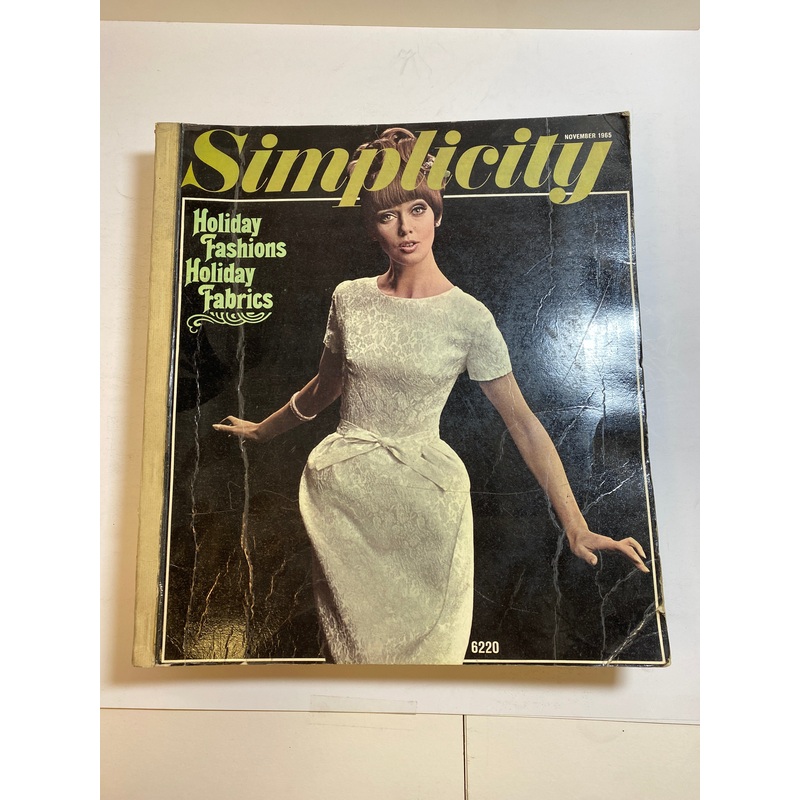 Simplicity
NOVEMBER 1965
Holiday
Fashions
Holiday
Fabrics
6220